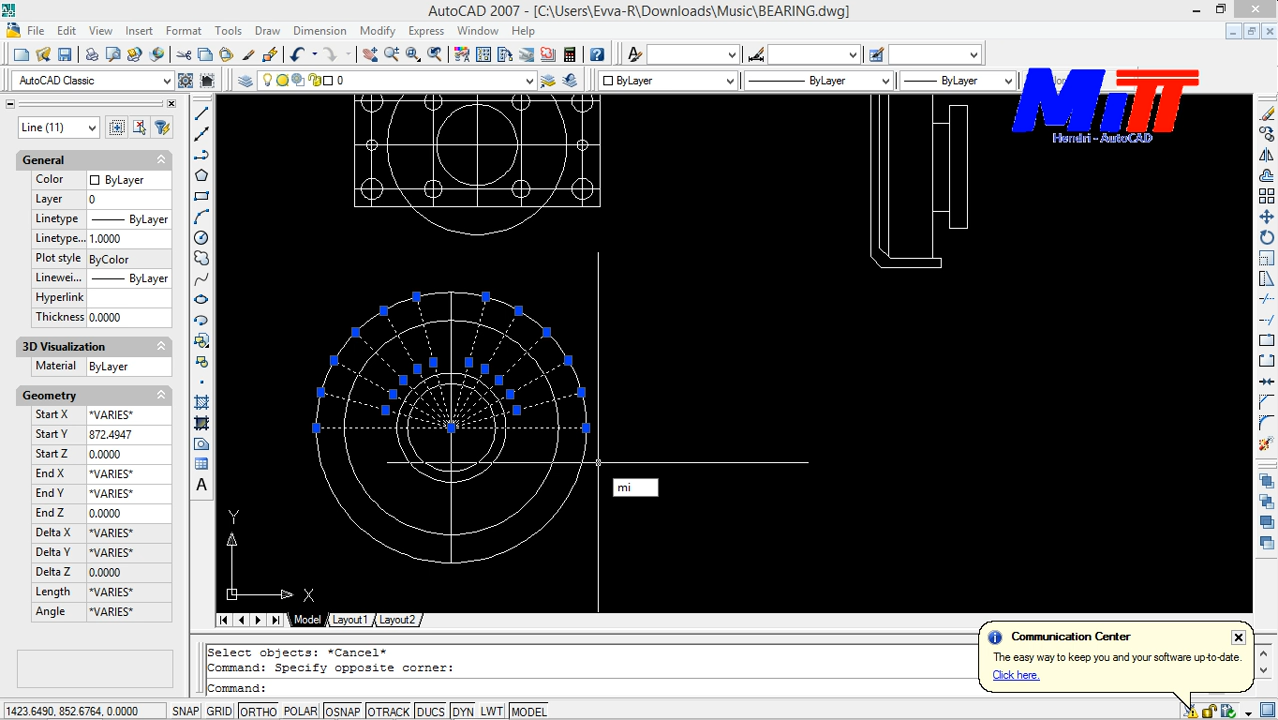 AutoCAD 2007 - [C:\Users\Evva-R\Downloads\Music\BEARING.dwg]
File Edit View Insert Format Tools Draw Dimension Modify Express Window Help
AutoCAD Classic
0
ByLayer
ByLayer
ByLayer
MiTT
Hendri - AutoCAD
Line (11)
General
Color ByLayer
Layer 0
Linetype ByLayer
Linetype... 1.0000
Plot style ByColor
Linewei... ByLayer
Hyperlink
Thickness 0.0000
3D Visualization
Material ByLayer
Geometry
Start X *VARIES*
Start Y 872.4947
Start Z 0.0000
End X *VARIES*
End Y *VARIES*
End Z 0.0000
Delta X *VARIES*
Delta Y *VARIES*
Delta Z 0.0000
Length *VARIES*
Angle *VARIES*
A
mi
Y
X
Model Layout1 Layout2
Select objects: *Cancel*
Command: Specify opposite corner:
Command:
Communication Center
The easy way to keep you and your software up-to-date.
Click here.
1423.6490, 852.6764, 0.0000 SNAP GRID ORTHO POLAR OSNAP OTRACK DUCS DYN LWT MODEL